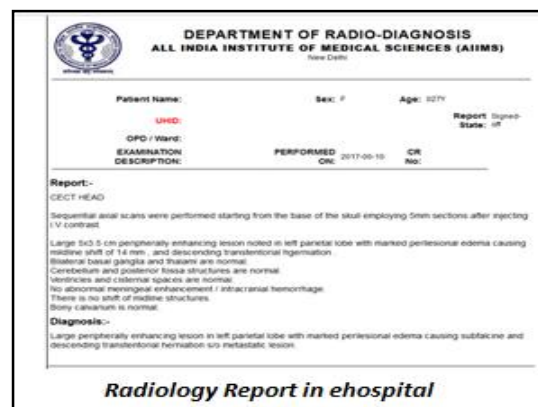 DEPARTMENT OF RADIO-DIAGNOSIS
ALL INDIA INSTITUTE OF MEDICAL SCIENCES (AIIMS)
New Delhi
Patient Name: Sex: F Age: 027Y
UHID: Report State: Signed-off
OPD / Ward:
EXAMINATION DESCRIPTION: PERFORMED ON: CR No:
Report:-
CECT HEAD
Sequential axial scans were performed starting from the base of the skull employing 5mm sections after injecting
I.V contrast.
Large 5x3.5 cm peripherally enhancing lesion noted in left parietal lobe with marked perilesional edema causing
midline shift of 14 mm , and descending transtentorial
Bilateral basal ganglia and thalami are normal.
Cerebellum and posterior fossa structures are normal.
Ventricles and cisternal spaces are normal.
No abnormal meningeal enhancement / intracranial hemorrhage.
There is no shift of midline structures.
Bony calvarium is normal.
Diagnosis:-
Large peripherally enhancing lesion in left parietal lobe with marked perilesional edema causing subfalcine and
descending transtentorial herniation s/o metastatic lesion.
Radiology Report in ehospital